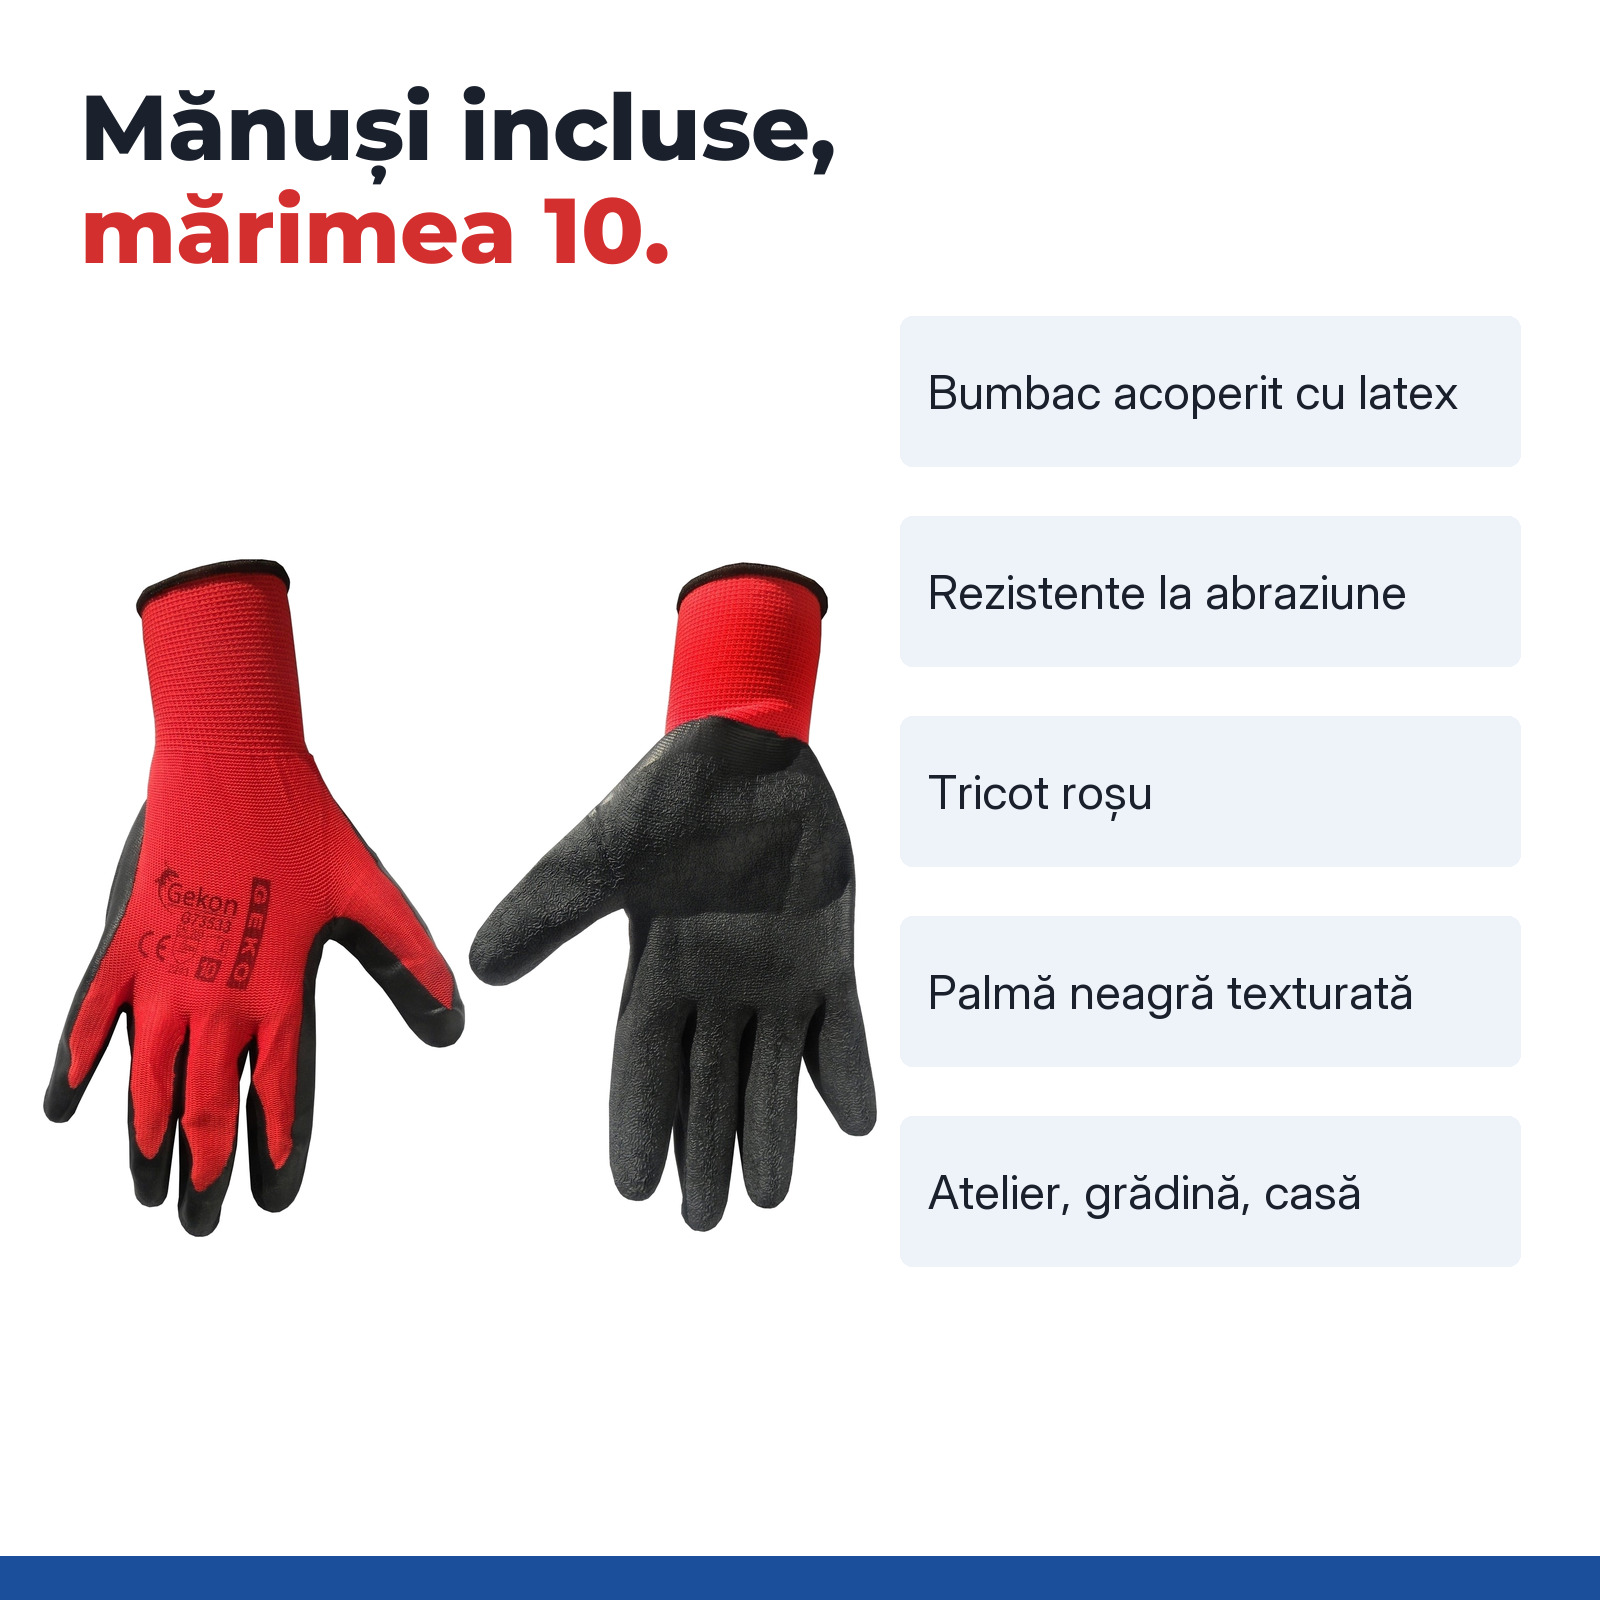 Mănuși incluse,
mărimea 10.
Bumbac acoperit cu latex
Rezistente la abraziune
Tricot roșu
Palmă neagră texturată
Atelier, grădină, casă
Gekon
G73533
CE
10
GEKO